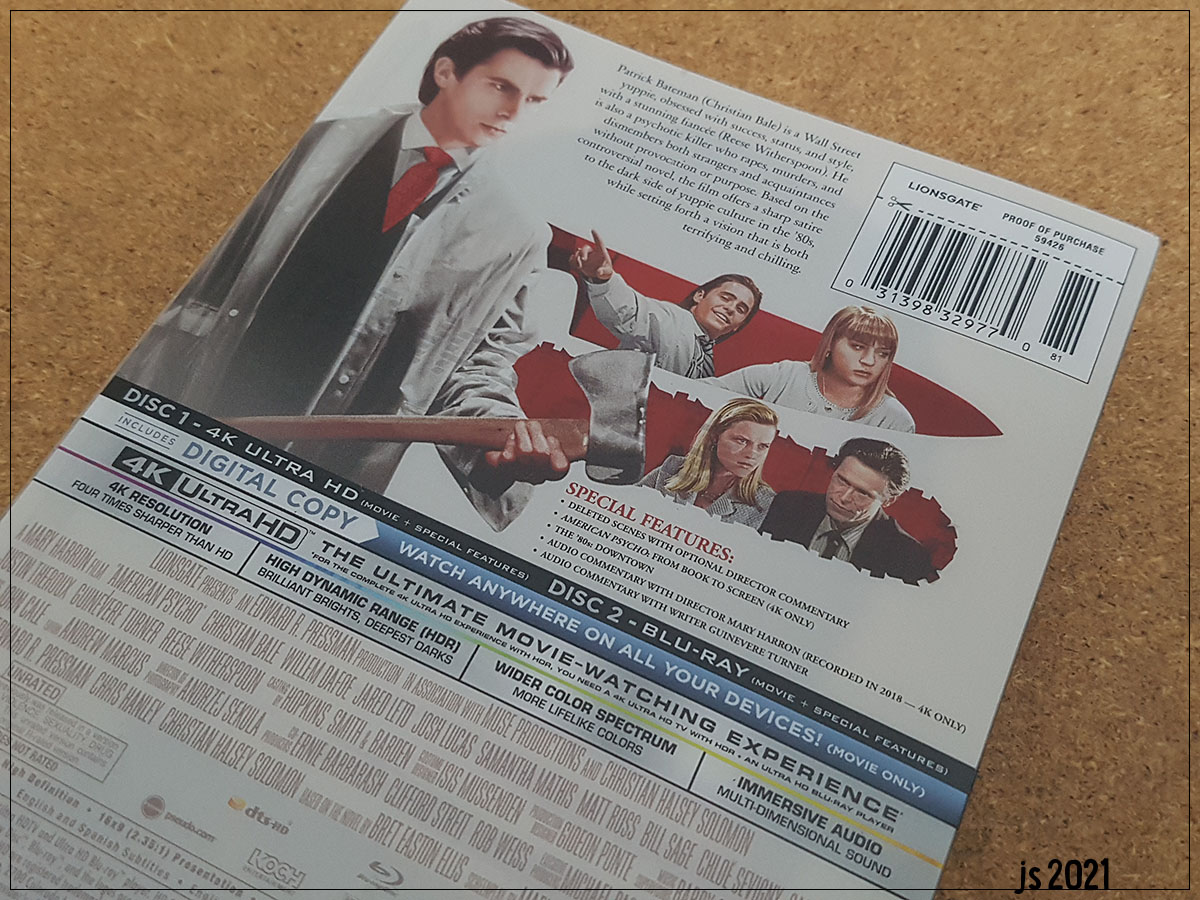 Patrick Bateman (Christian Bale) is a Wall Street
yuppie, obsessed with success, status, and style,
with a stunning fiancée (Reese Witherspoon). He
is also a psychotic killer who rapes, murders, and
dismembers both strangers and acquaintances
without provocation or purpose. Based on the
controversial novel, the film offers a sharp satire
to the dark side of yuppie culture in the '80s,
while setting forth a vision that is both
terrifying and chilling.
LIONSGATE PROOF OF PURCHASE
59426
0 31398 32977 0 81
SPECIAL FEATURES:
• DELETED SCENES WITH OPTIONAL DIRECTOR COMMENTARY
• AMERICAN PSYCHO: FROM BOOK TO SCREEN (4K ONLY)
• THE '80s: DOWNTOWN
• AUDIO COMMENTARY WITH DIRECTOR MARY HARRON (RECORDED IN 2018 — 4K ONLY)
• AUDIO COMMENTARY WITH WRITER GUINEVERE TURNER
DISC 1 - 4K ULTRA HD (MOVIE + SPECIAL FEATURES) DISC 2 - BLU-RAY (MOVIE + SPECIAL FEATURES)
INCLUDES DIGITAL COPY WATCH ANYWHERE ON ALL YOUR DEVICES! (MOVIE ONLY)
4K ULTRAHD™ THE ULTIMATE MOVIE-WATCHING EXPERIENCE*
*FOR THE COMPLETE 4K ULTRA HD EXPERIENCE WITH HDR, YOU NEED A 4K ULTRA HD TV WITH HDR + AN ULTRA HD BLU-RAY PLAYER
4K RESOLUTION
FOUR TIMES SHARPER THAN HD
HIGH DYNAMIC RANGE (HDR)
BRILLIANT BRIGHTS, DEEPEST DARKS
WIDER COLOR SPECTRUM
MORE LIFELIKE COLORS
IMMERSIVE AUDIO
MULTI-DIMENSIONAL SOUND
LIONSGATE PRESENTS AN EDWARD R. PRESSMAN PRODUCTION IN ASSOCIATION WITH MUSE PRODUCTIONS AND CHRISTIAN HALSEY SOLOMON
A MARY HARRON FILM "AMERICAN PSYCHO" CHRISTIAN BALE WILLEM DAFOE JARED LETO JOSH LUCAS SAMANTHA MATHIS MATT ROSS BILL SAGE CHLOË SEVIGNY
GUINEVERE TURNER REESE WITHERSPOON
KERRY BARDEN
ANDREW MARCUS
ANDRZEJ SEKULA
ERNIE BARBARASH CLIFFORD STREIT ROB WEISS
GIDEON PONTE
R. PRESSMAN CHRIS HANLEY CHRISTIAN HALSEY SOLOMON BASED ON THE NOVEL BY BRET EASTON ELLIS
UNRATED
NOT RATED
dts-HD
KOCH
High Definition • 16x9 (2.35:1) Presentation
English and Spanish Subtitles
js 2021